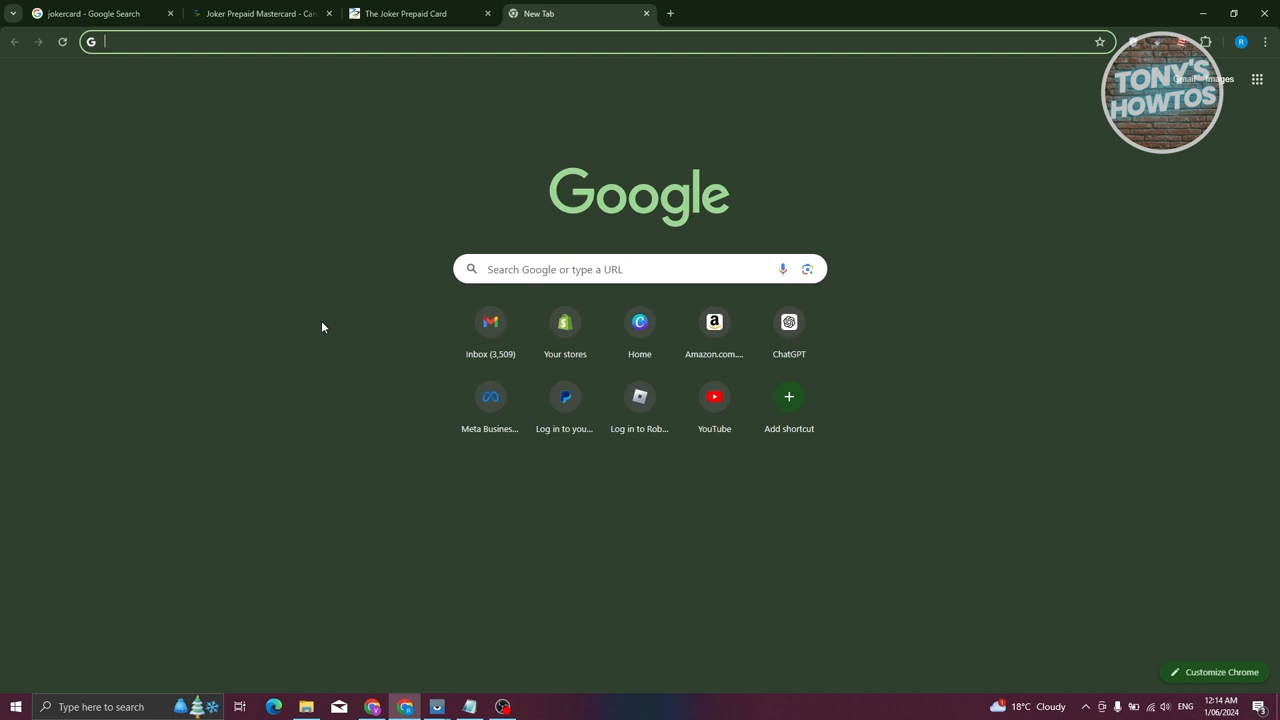 jokercard - Google Search
Joker Prepaid Mastercard - Can
The Joker Prepaid Card
New Tab
R
TONY'S
HOWTOS
Gmail
Images
Google
Search Google or type a URL
Inbox (3,509)
Your stores
Home
Amazon.com....
ChatGPT
Meta Busines...
Log in to you...
Log in to Rob...
YouTube
Add shortcut
Customize Chrome
Type here to search
18°C Cloudy
ENG
12:14 AM
1/06/2024